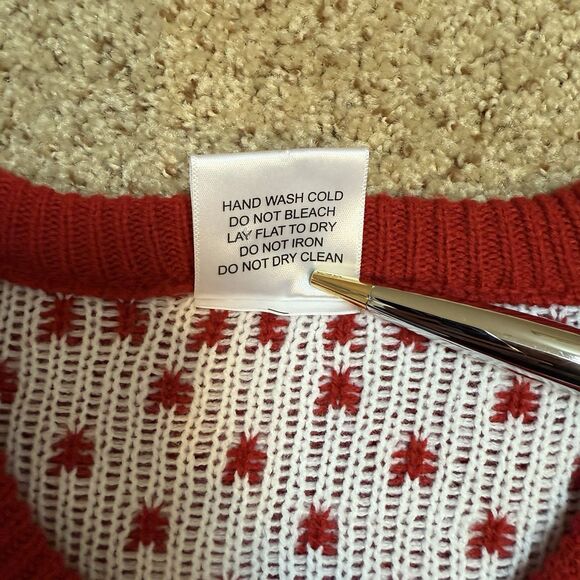 HAND WASH COLD
DO NOT BLEACH
LAY FLAT TO DRY
DO NOT IRON
DO NOT DRY CLEAN